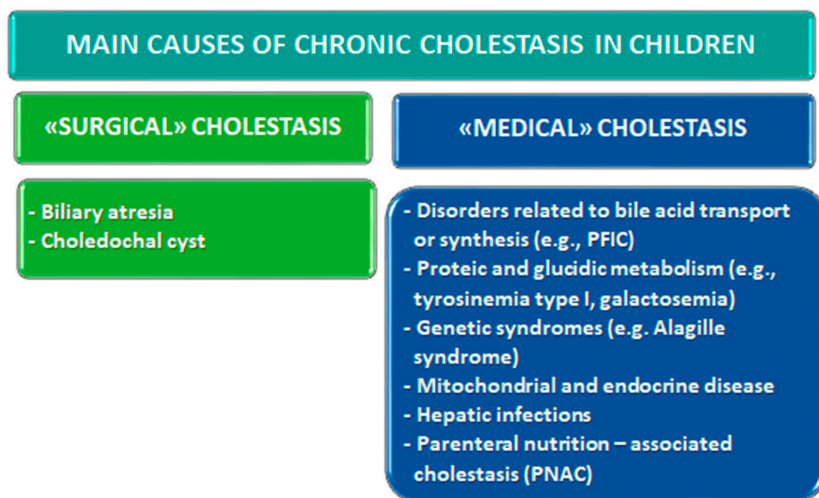 MAIN CAUSES OF CHRONIC CHOLESTASIS IN CHILDREN
«SURGICAL» CHOLESTASIS
- Biliary atresia
- Choledochal cyst
«MEDICAL» CHOLESTASIS
- Disorders related to bile acid transport
or synthesis (e.g., PFIC)
- Proteic and glucidic metabolism (e.g.,
tyrosinemia type I, galactosemia)
- Genetic syndromes (e.g. Alagille
syndrome)
- Mitochondrial and endocrine disease
- Hepatic infections
- Parenteral nutrition – associated
cholestasis (PNAC)